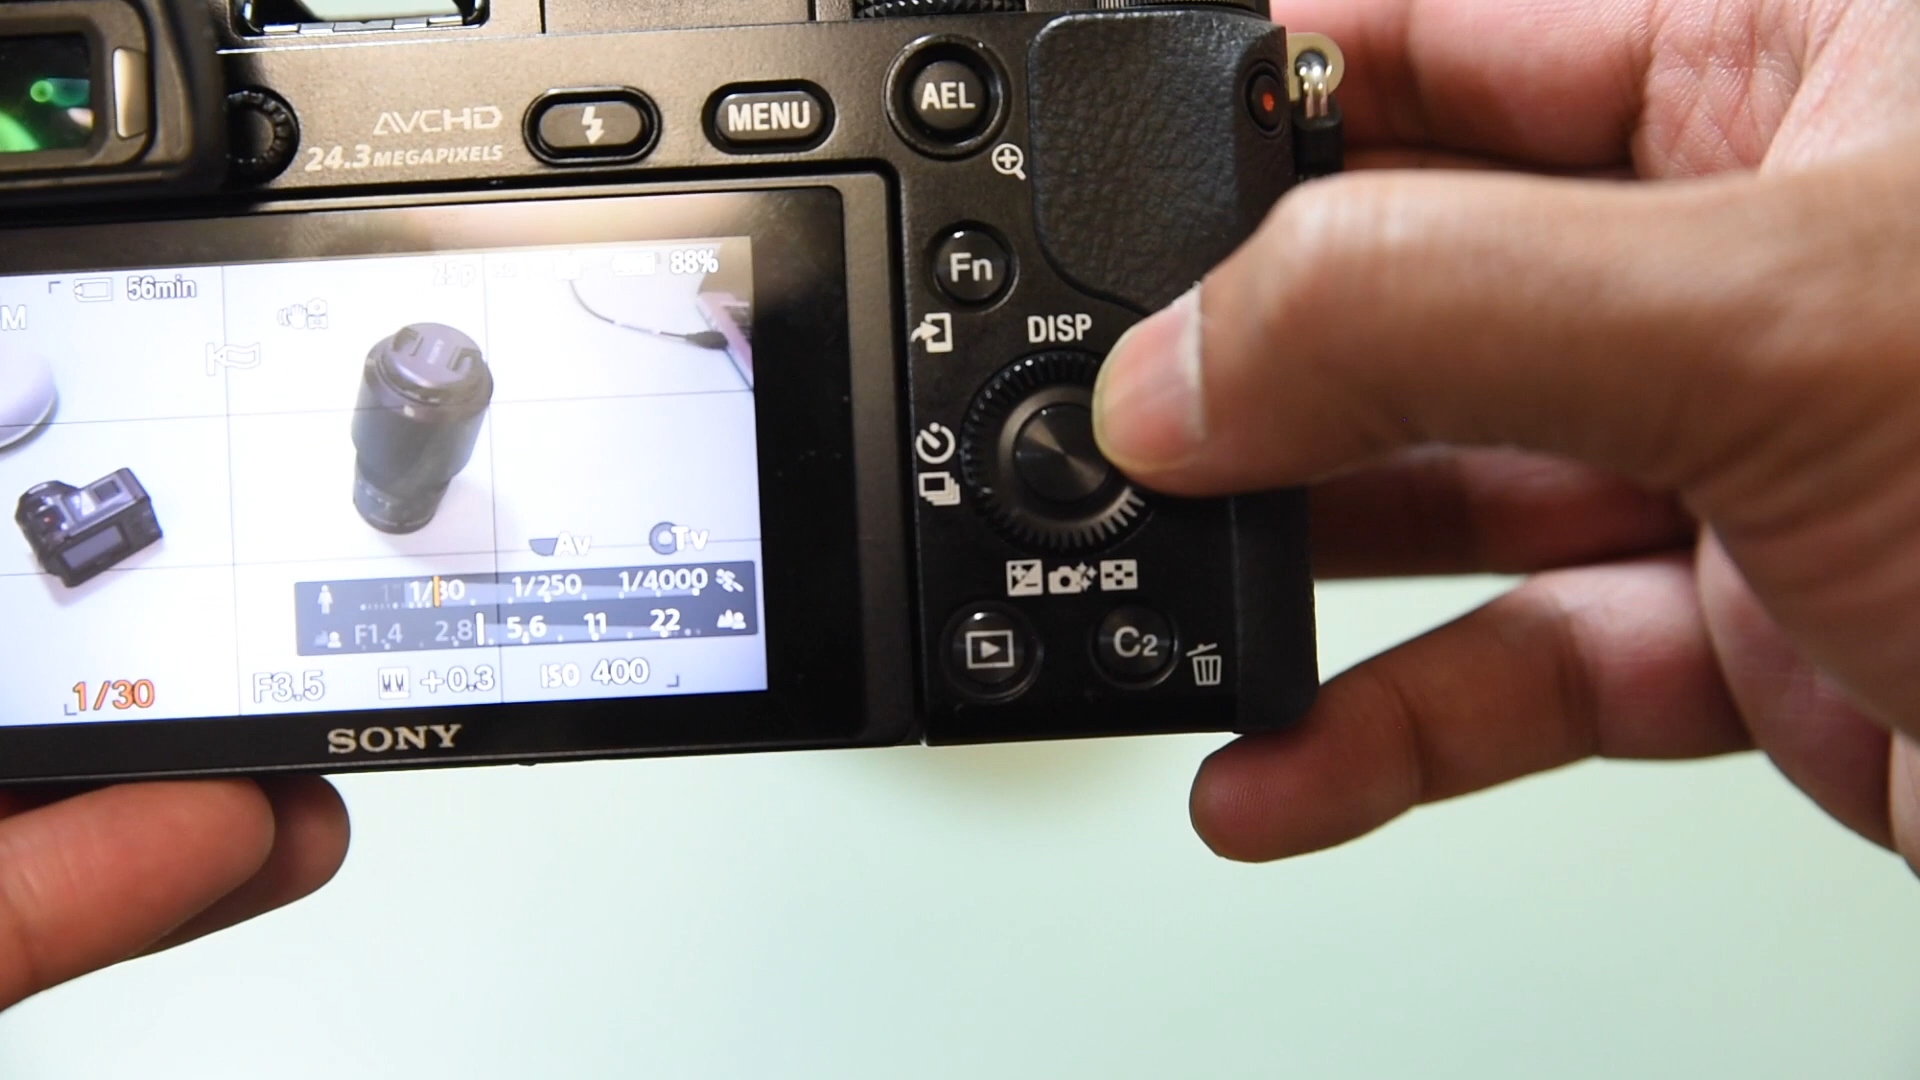 AVCHD
24.3 MEGAPIXELS
MENU
AEL
Fn
DISP
56min
88%
M
SONY
Av
Tv
1/30
1/250
1/4000
F1.4
2.8
5.6
11
22
1/30
F3.5
+0.3
ISO 400
C2
SONY